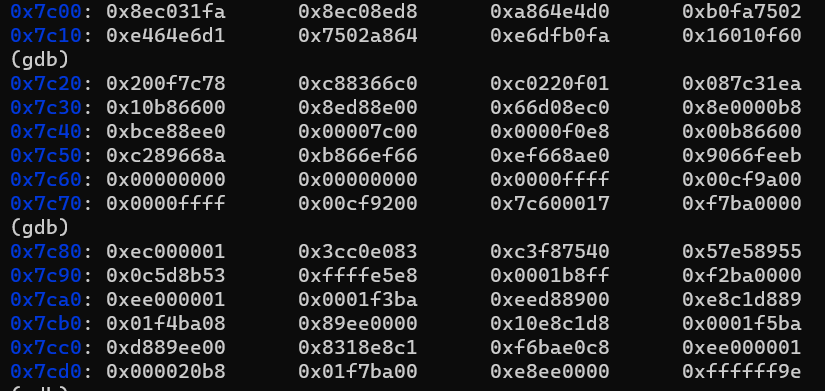 0x7c00: 0x8ec031fa 0x8ec08ed8 0xa864e4d0 0xb0fa7502
0x7c10: 0xe464e6d1 0x7502a864 0xe6dfb0fa 0x16010f60
(gdb)
0x7c20: 0x200f7c78 0xc88366c0 0xc0220f01 0x087c31ea
0x7c30: 0x10b86600 0x8ed88e00 0x66d08ec0 0x8e0000b8
0x7c40: 0xbce88ee0 0x00007c00 0x0000f0e8 0x00b86600
0x7c50: 0xc289668a 0xb866ef66 0xef668ae0 0x9066feeb
0x7c60: 0x00000000 0x00000000 0x0000ffff 0x00cf9a00
0x7c70: 0x0000ffff 0x00cf9200 0x7c600017 0xf7ba0000
(gdb)
0x7c80: 0xec000001 0x3cc0e083 0xc3f87540 0x57e58955
0x7c90: 0x0c5d8b53 0xffffe5e8 0x0001b8ff 0xf2ba0000
0x7ca0: 0xee000001 0x0001f3ba 0xeed88900 0xe8c1d889
0x7cb0: 0x01f4ba08 0x89ee0000 0x10e8c1d8 0x0001f5ba
0x7cc0: 0xd889ee00 0x8318e8c1 0xf6bae0c8 0xee000001
0x7cd0: 0x000020b8 0x01f7ba00 0xe8ee0000 0xffffff9e